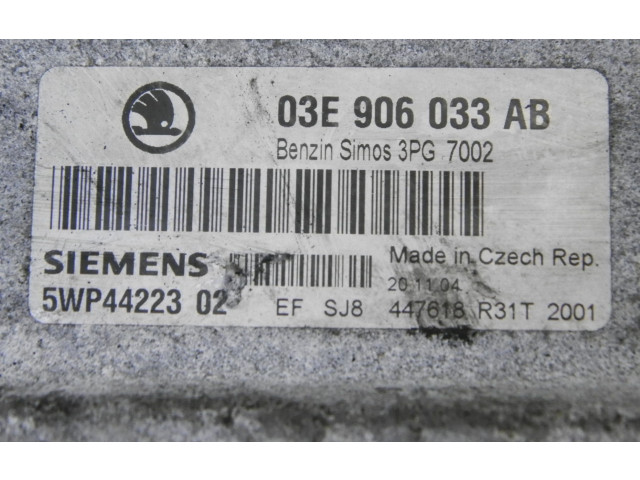 03E 906 033 AB
Benzin Simos 3PG 7002
SIEMENS
Made in Czech Rep.
20 11 04
5WP44223 02
EF SJ8 447618 R31T 2001